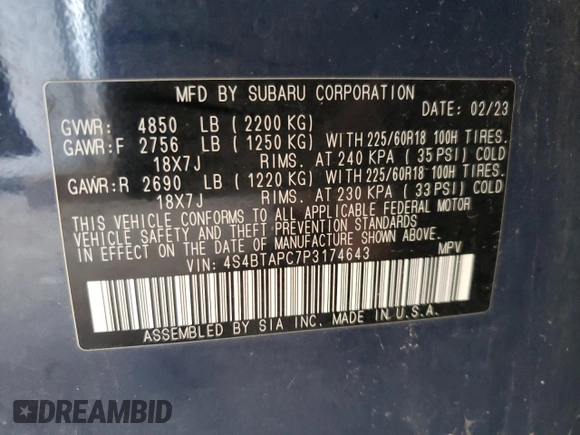 MFD BY SUBARU CORPORATION
DATE: 02/23
GVWR: 4850 LB (2200 KG)
GAWR:F 2756 LB (1250 KG) WITH 225/60R18 100H TIRES.
18X7J RIMS. AT 240 KPA (35 PSI) COLD
GAWR:R 2690 LB (1220 KG) WITH 225/60R18 100H TIRES.
18X7J RIMS. AT 230 KPA (33 PSI) COLD
THIS VEHICLE CONFORMS TO ALL APPLICABLE FEDERAL MOTOR
VEHICLE SAFETY AND THEFT PREVENTION STANDARDS
IN EFFECT ON THE DATE OF MANUFACTURE SHOWN ABOVE.
VIN: 4S4BTAPC7P3174643 MPV
ASSEMBLED BY SIA INC. MADE IN U.S.A.
DREAMBID